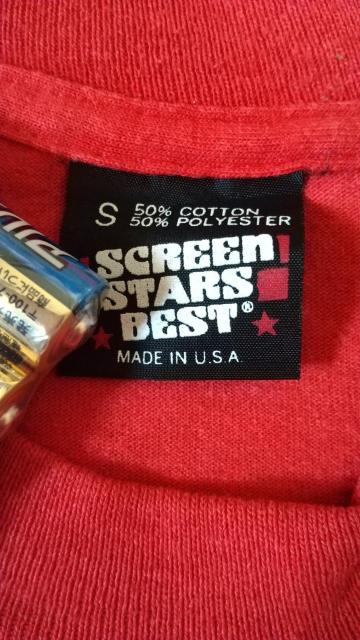 S 50% COTTON
50% POLYESTER
SCREEN
STARS
BEST®
MADE IN U.S.A.